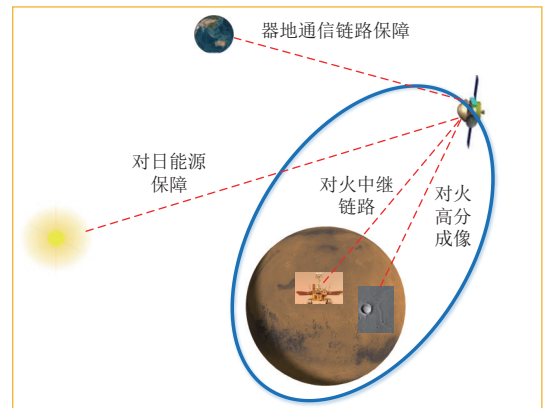 器地通信链路保障
对日能源
保障
对火中继
链路
对火
高分
成像